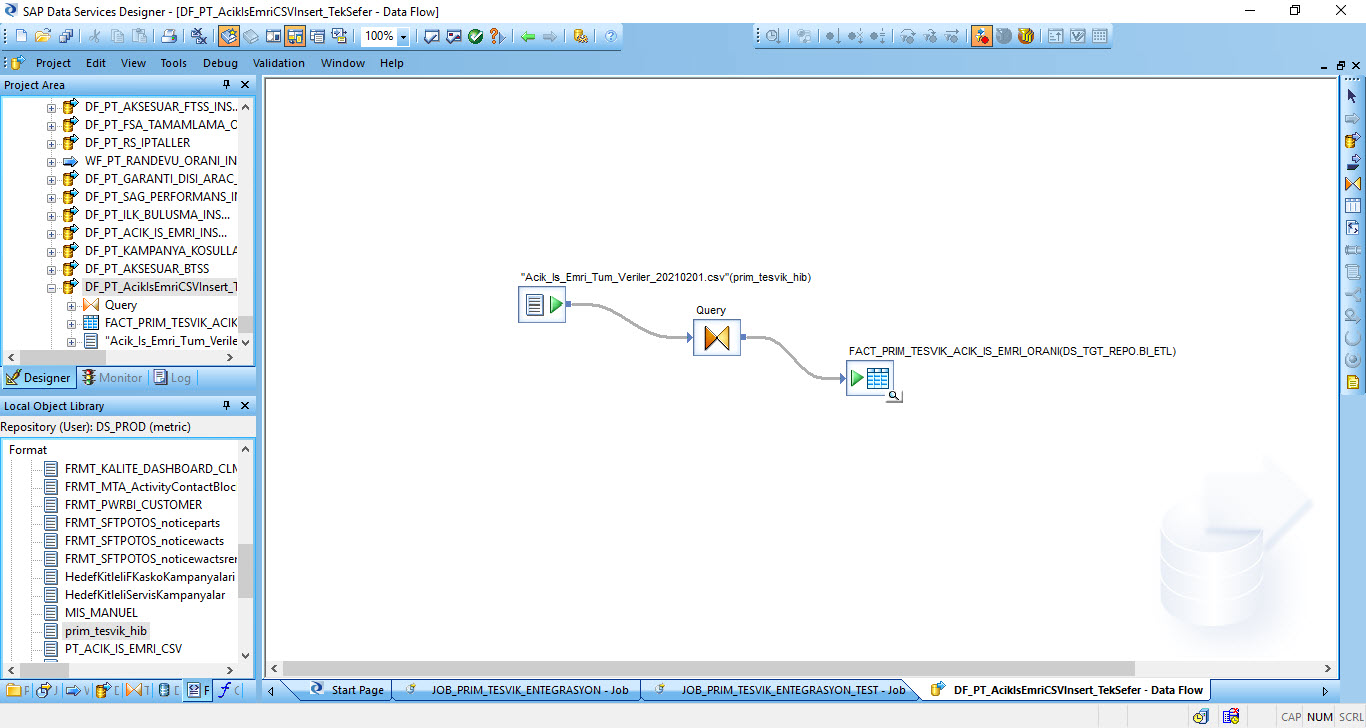 SAP Data Services Designer - [DF_PT_AcikIsEmriCSVInsert_TekSefer - Data Flow]
100%
Project Edit View Tools Debug Validation Window Help
Project Area
DF_PT_AKSESUAR_FTSS_INS...
DF_PT_FSA_TAMAMLAMA_O
DF_PT_RS_IPTALLER
WF_PT_RANDEVU_ORANI_IN
DF_PT_GARANTI_DISI_ARAC_
DF_PT_SAG_PERFORMANS_I
DF_PT_ILK_BULUSMA_INS...
DF_PT_ACIK_IS_EMRI_INS...
DF_PT_KAMPANYA_KOSULLA
DF_PT_AKSESUAR_BTSS
DF_PT_AcikIsEmriCSVInsert_T
Query
FACT_PRIM_TESVIK_ACIK
"Acik_Is_Emri_Tum_Verile
Designer Monitor Log
Local Object Library
Repository (User): DS_PROD (metric)
Format
FRMT_KALITE_DASHBOARD_CLM
FRMT_MTA_ActivityContactBloc
FRMT_PWRBI_CUSTOMER
FRMT_SFTPOTOS_noticeparts
FRMT_SFTPOTOS_noticewacts
FRMT_SFTPOTOS_noticewactsrer
HedefKitleliFKaskoKampanyalari
HedefKitleliServisKampanyalar
MIS_MANUEL
prim_tesvik_hib
PT_ACIK_IS_EMRI_CSV
"Acik_Is_Emri_Tum_Veriler_20210201.csv"(prim_tesvik_hib)
Query
FACT_PRIM_TESVIK_ACIK_IS_EMRI_ORANI(DS_TGT_REPO.BI_ETL)
Start Page JOB_PRIM_TESVIK_ENTEGRASYON - Job JOB_PRIM_TESVIK_ENTEGRASYON_TEST - Job DF_PT_AcikIsEmriCSVInsert_TekSefer - Data Flow
CAP NUM SCRL